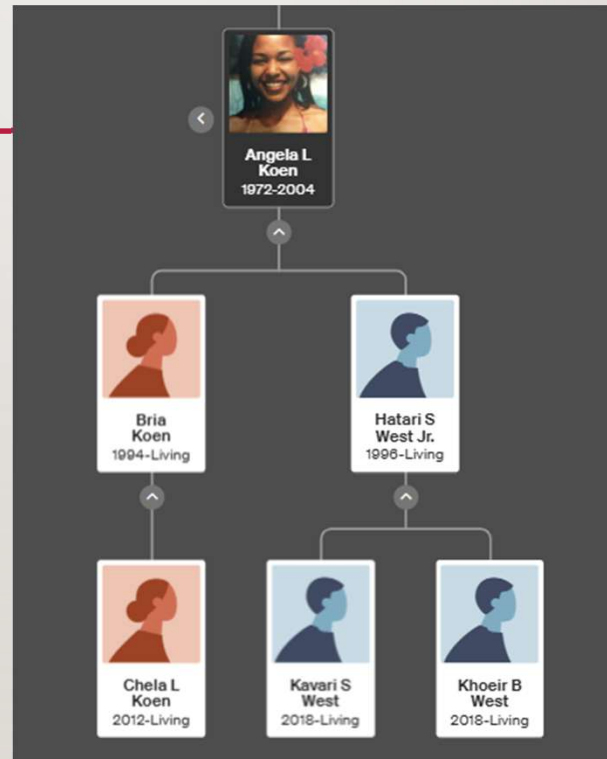 Angela L
Koen
1972-2004
Bria
Koen
1994-Living
Hatari S
West Jr.
1996-Living
Chela L
Koen
2012-Living
Kavari S
West
2018-Living
Khoeir B
West
2018-Living